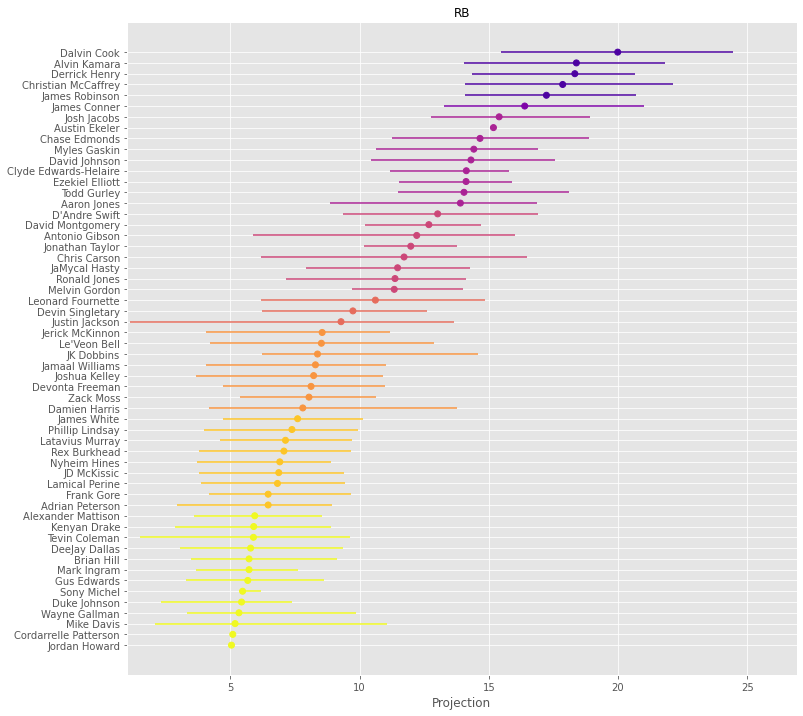 RB
Dalvin Cook
Alvin Kamara
Derrick Henry
Christian McCaffrey
James Robinson
James Conner
Josh Jacobs
Austin Ekeler
Chase Edmonds
Myles Gaskin
David Johnson
Clyde Edwards-Helaire
Ezekiel Elliott
Todd Gurley
Aaron Jones
D'Andre Swift
David Montgomery
Antonio Gibson
Jonathan Taylor
Chris Carson
JaMycal Hasty
Ronald Jones
Melvin Gordon
Leonard Fournette
Devin Singletary
Justin Jackson
Jerick McKinnon
Le'Veon Bell
JK Dobbins
Jamaal Williams
Joshua Kelley
Devonta Freeman
Zack Moss
Damien Harris
James White
Phillip Lindsay
Latavius Murray
Rex Burkhead
Nyheim Hines
JD McKissic
Lamical Perine
Frank Gore
Adrian Peterson
Alexander Mattison
Kenyan Drake
Tevin Coleman
DeeJay Dallas
Brian Hill
Mark Ingram
Gus Edwards
Sony Michel
Duke Johnson
Wayne Gallman
Mike Davis
Cordarrelle Patterson
Jordan Howard
5 10 15 20 25
Projection